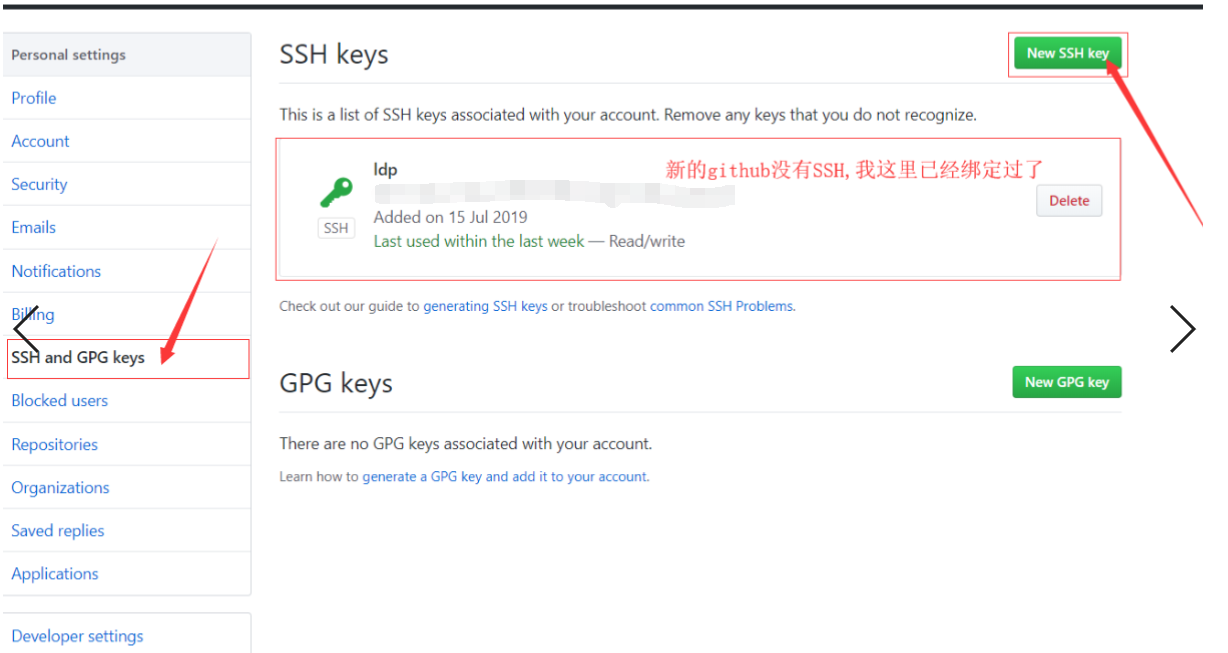 Personal settings
Profile
Account
Security
Emails
Notifications
Billing
SSH and GPG keys
Blocked users
Repositories
Organizations
Saved replies
Applications
Developer settings
SSH keys
New SSH key
This is a list of SSH keys associated with your account. Remove any keys that you do not recognize.
ldp
新的github没有SSH,我这里已经绑定过了
Delete
SSH
Added on 15 Jul 2019
Last used within the last week — Read/write
Check out our guide to generating SSH keys or troubleshoot common SSH Problems.
GPG keys
New GPG key
There are no GPG keys associated with your account.
Learn how to generate a GPG key and add it to your account.